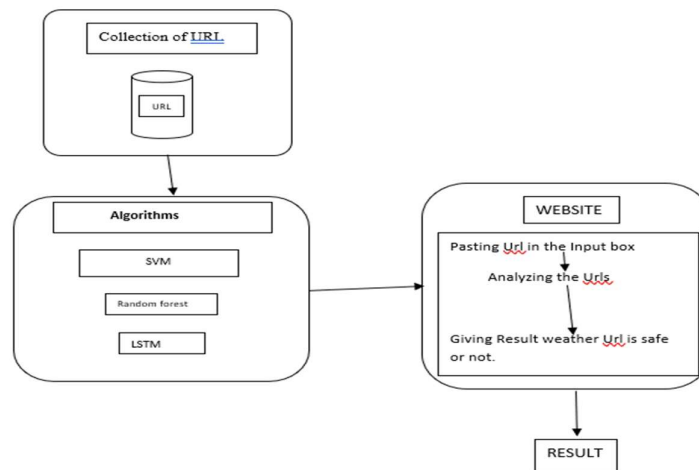 Collection of URL
URL
Algorithms
SVM
Random forest
LSTM
WEBSITE
Pasting Url in the Input box
Analyzing the Urls
Giving Result weather Url is safe
or not.
RESULT